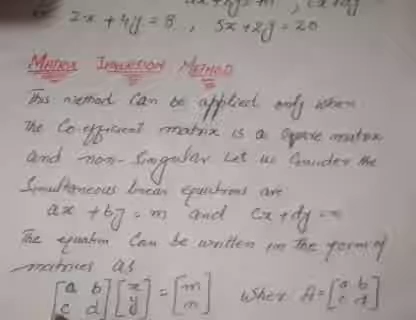 2x + 4y = 8 , 5x + 2y = 20
MATRIX INVERSION METHOD
This method can be applied only when
the Co-efficient matrix is a square matrix
and non-singular Let us Consider the
Simultaneous linear equations are
ax + by = m and cx + dy = n
The equation Can be written in the form of
matrices as
[a b / c d] [x / y] = [m / n] Where A = [a b / c d]